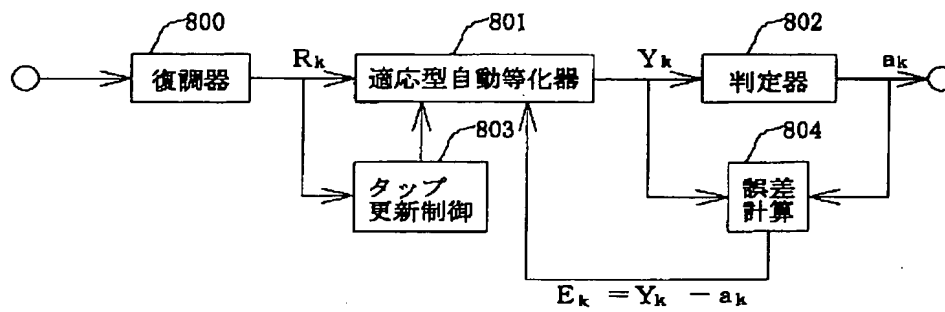 800
801
802
復調器
Rk
適応型自動等化器
Yk
判定器
ak
803
804
タップ
更新制御
誤差
計算
Ek = Yk - ak